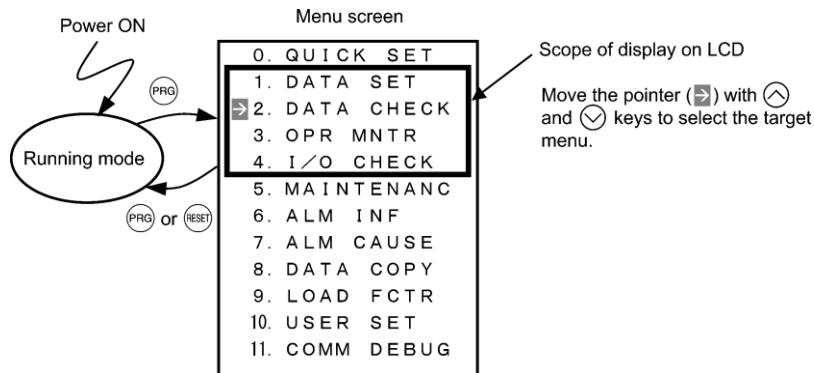 Menu screen
Power ON
PRG
Running mode
PRG or RESET
0. QUICK SET
1. DATA SET
→ 2. DATA CHECK
3. OPR MNTR
4. I/O CHECK
5. MAINTENANC
6. ALM INF
7. ALM CAUSE
8. DATA COPY
9. LOAD FCTR
10. USER SET
11. COMM DEBUG
Scope of display on LCD
Move the pointer (→) with ∧
and ∨ keys to select the target
menu.